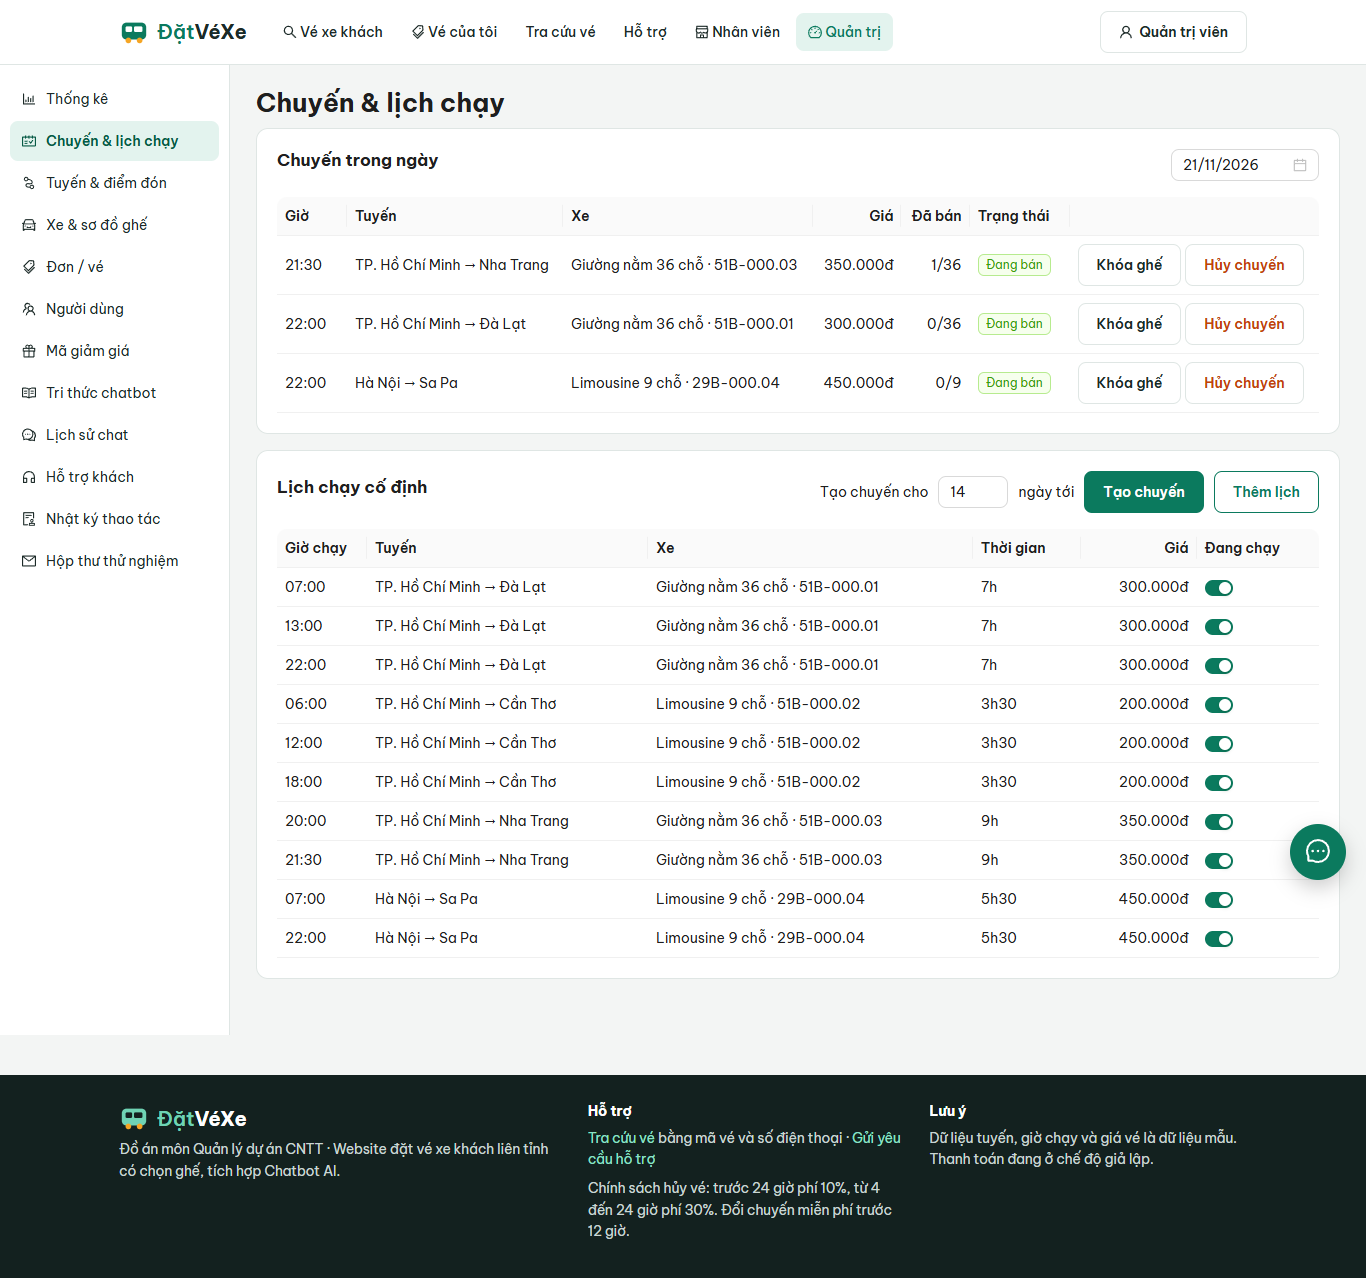 ĐặtVéXe
Vé xe khách
Vé của tôi
Tra cứu vé
Hỗ trợ
Nhân viên
Quản trị
Quản trị viên
Thống kê
Chuyến & lịch chạy
Tuyến & điểm đón
Xe & sơ đồ ghế
Đơn / vé
Người dùng
Mã giảm giá
Tri thức chatbot
Lịch sử chat
Hỗ trợ khách
Nhật ký thao tác
Hộp thư thử nghiệm
Chuyến & lịch chạy
Chuyến trong ngày
21/11/2026
Giờ Tuyến Xe Giá Đã bán Trạng thái
21:30 TP. Hồ Chí Minh → Nha Trang Giường nằm 36 chỗ · 51B-000.03 350.000đ 1/36 Đang bán Khóa ghế Hủy chuyến
22:00 TP. Hồ Chí Minh → Đà Lạt Giường nằm 36 chỗ · 51B-000.01 300.000đ 0/36 Đang bán Khóa ghế Hủy chuyến
22:00 Hà Nội → Sa Pa Limousine 9 chỗ · 29B-000.04 450.000đ 0/9 Đang bán Khóa ghế Hủy chuyến
Lịch chạy cố định
Tạo chuyến cho 14 ngày tới Tạo chuyến Thêm lịch
Giờ chạy Tuyến Xe Thời gian Giá Đang chạy
07:00 TP. Hồ Chí Minh → Đà Lạt Giường nằm 36 chỗ · 51B-000.01 7h 300.000đ
13:00 TP. Hồ Chí Minh → Đà Lạt Giường nằm 36 chỗ · 51B-000.01 7h 300.000đ
22:00 TP. Hồ Chí Minh → Đà Lạt Giường nằm 36 chỗ · 51B-000.01 7h 300.000đ
06:00 TP. Hồ Chí Minh → Cần Thơ Limousine 9 chỗ · 51B-000.02 3h30 200.000đ
12:00 TP. Hồ Chí Minh → Cần Thơ Limousine 9 chỗ · 51B-000.02 3h30 200.000đ
18:00 TP. Hồ Chí Minh → Cần Thơ Limousine 9 chỗ · 51B-000.02 3h30 200.000đ
20:00 TP. Hồ Chí Minh → Nha Trang Giường nằm 36 chỗ · 51B-000.03 9h 350.000đ
21:30 TP. Hồ Chí Minh → Nha Trang Giường nằm 36 chỗ · 51B-000.03 9h 350.000đ
07:00 Hà Nội → Sa Pa Limousine 9 chỗ · 29B-000.04 5h30 450.000đ
22:00 Hà Nội → Sa Pa Limousine 9 chỗ · 29B-000.04 5h30 450.000đ
ĐặtVéXe
Đồ án môn Quản lý dự án CNTT · Website đặt vé xe khách liên tỉnh
có chọn ghế, tích hợp Chatbot AI.
Hỗ trợ
Tra cứu vé bằng mã vé và số điện thoại · Gửi yêu
cầu hỗ trợ
Chính sách hủy vé: trước 24 giờ phí 10%, từ 4
đến 24 giờ phí 30%. Đổi chuyến miễn phí trước
12 giờ.
Lưu ý
Dữ liệu tuyến, giờ chạy và giá vé là dữ liệu mẫu.
Thanh toán đang ở chế độ giả lập.